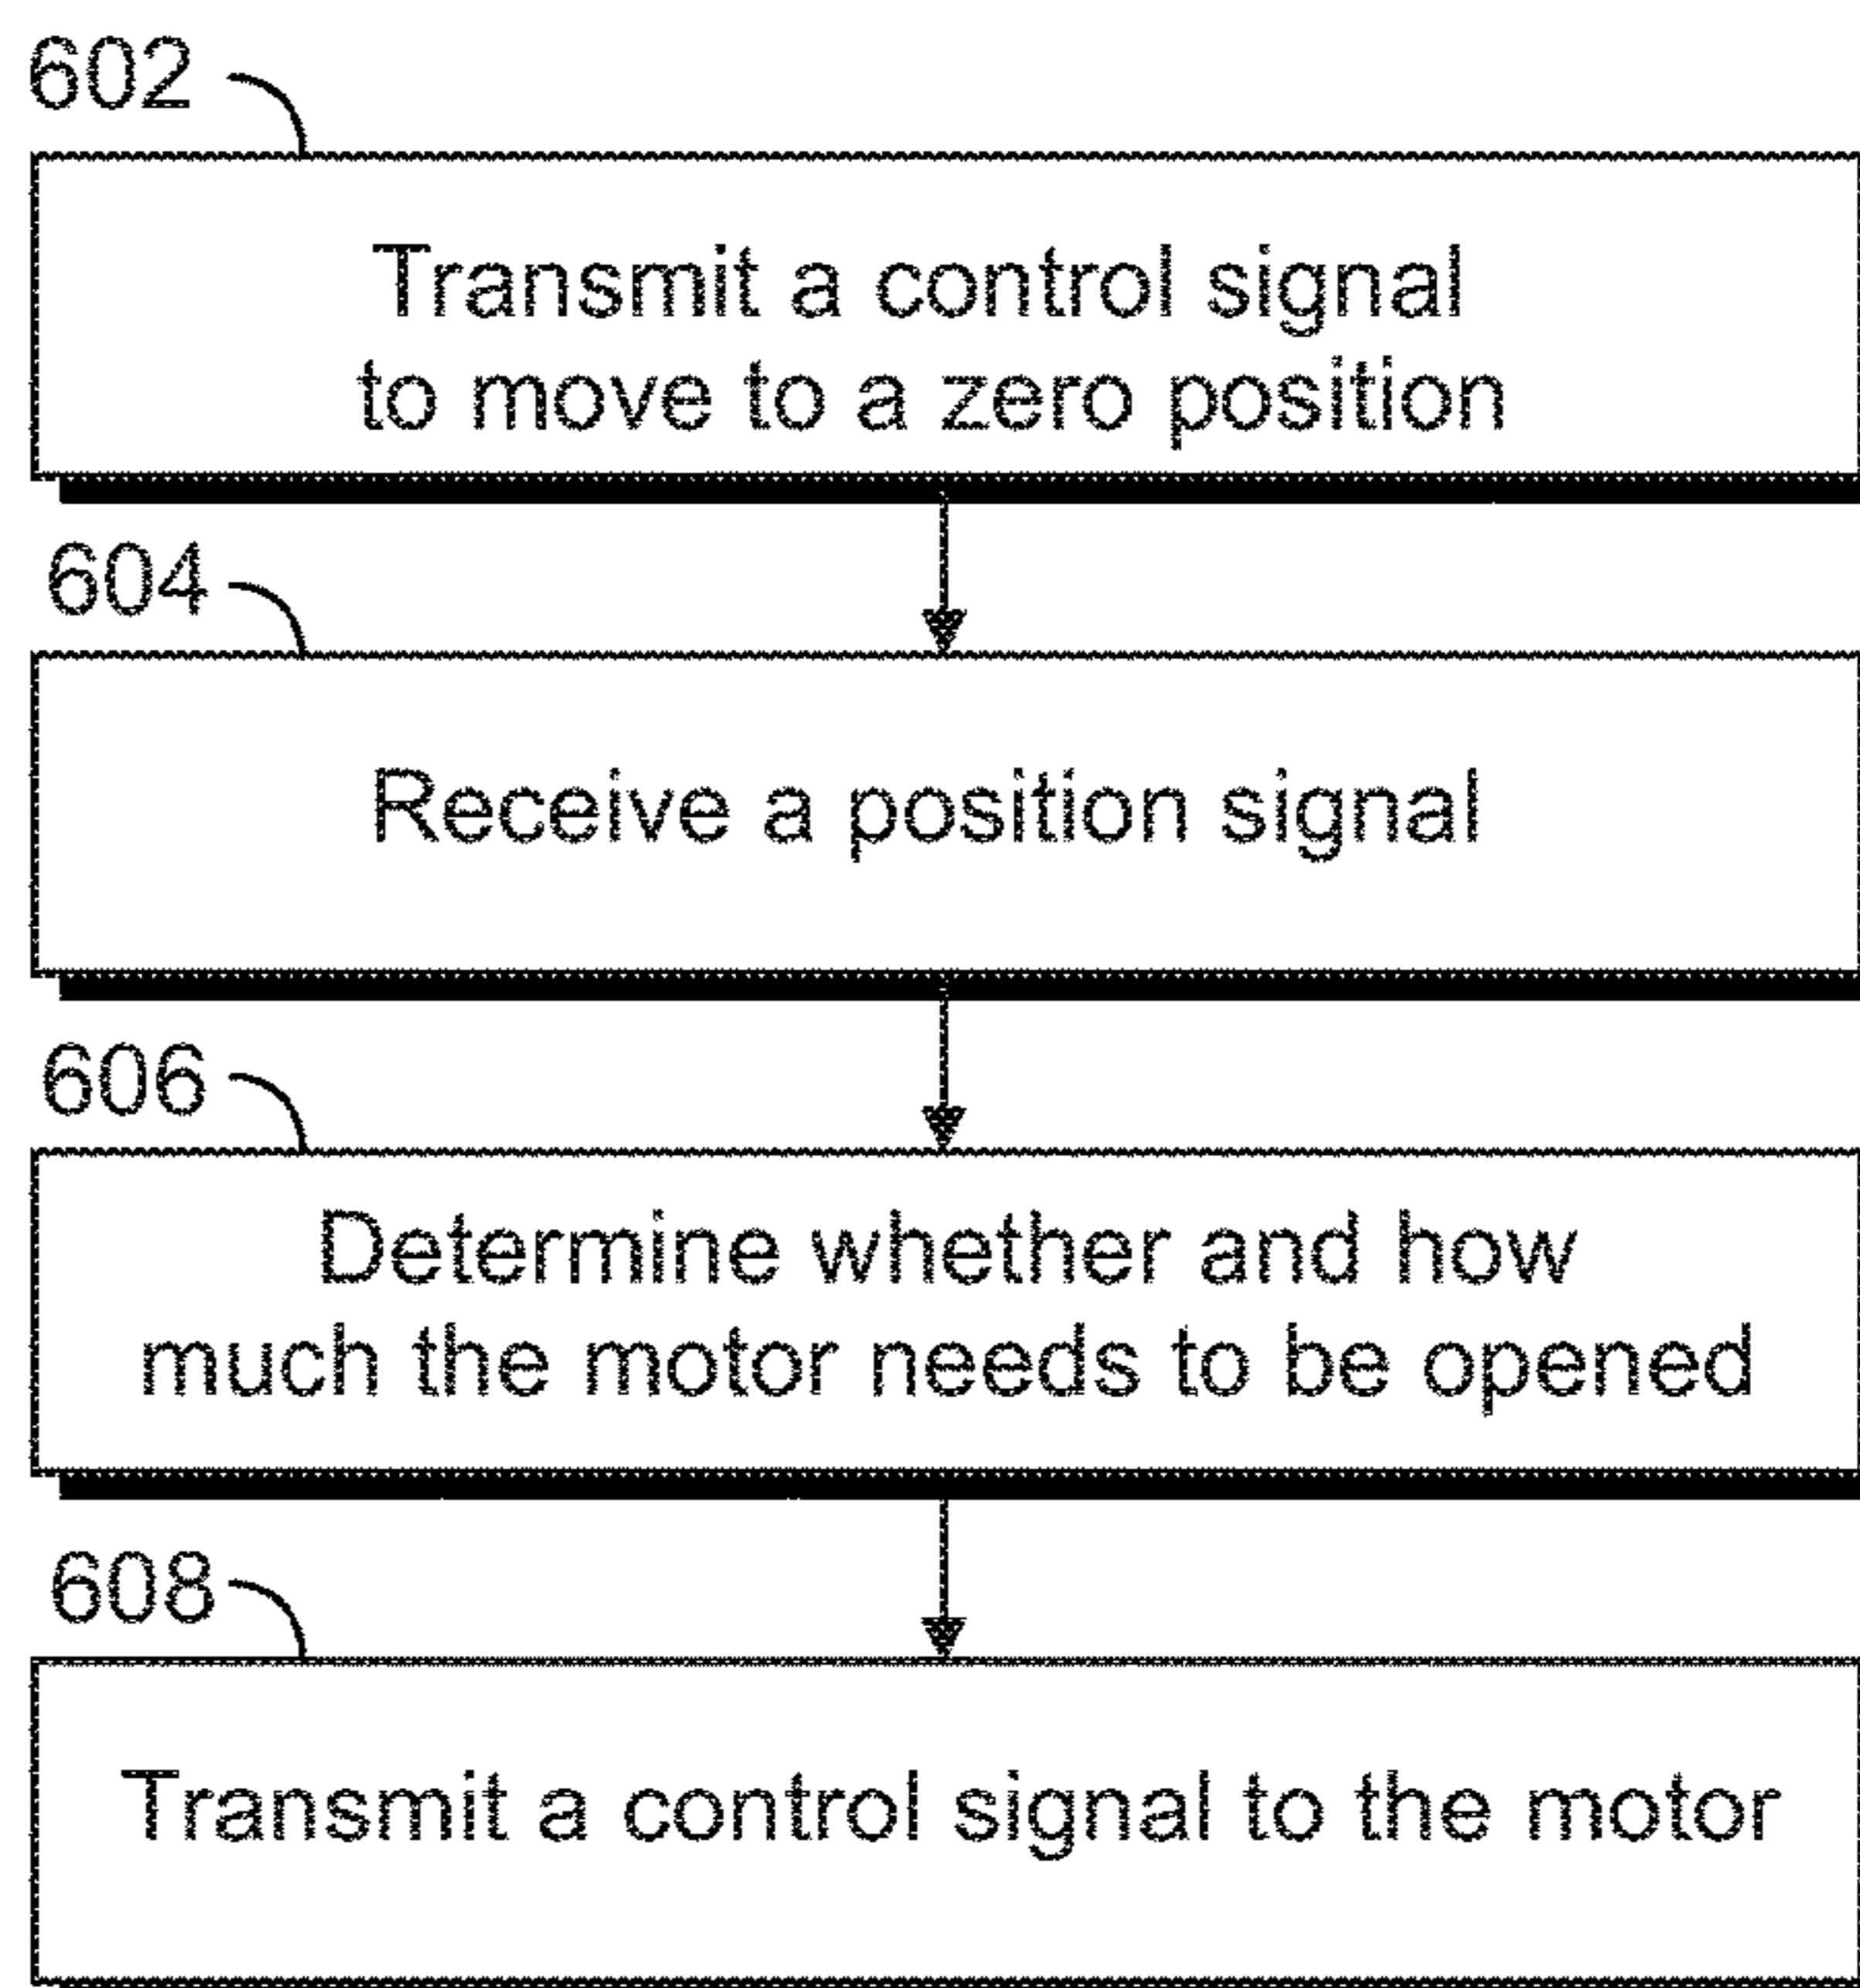 602
Transmit a control signal
to move to a zero position
604
Receive a position signal
606
Determine whether and how
much the motor needs to be opened
608
Transmit a control signal to the motor